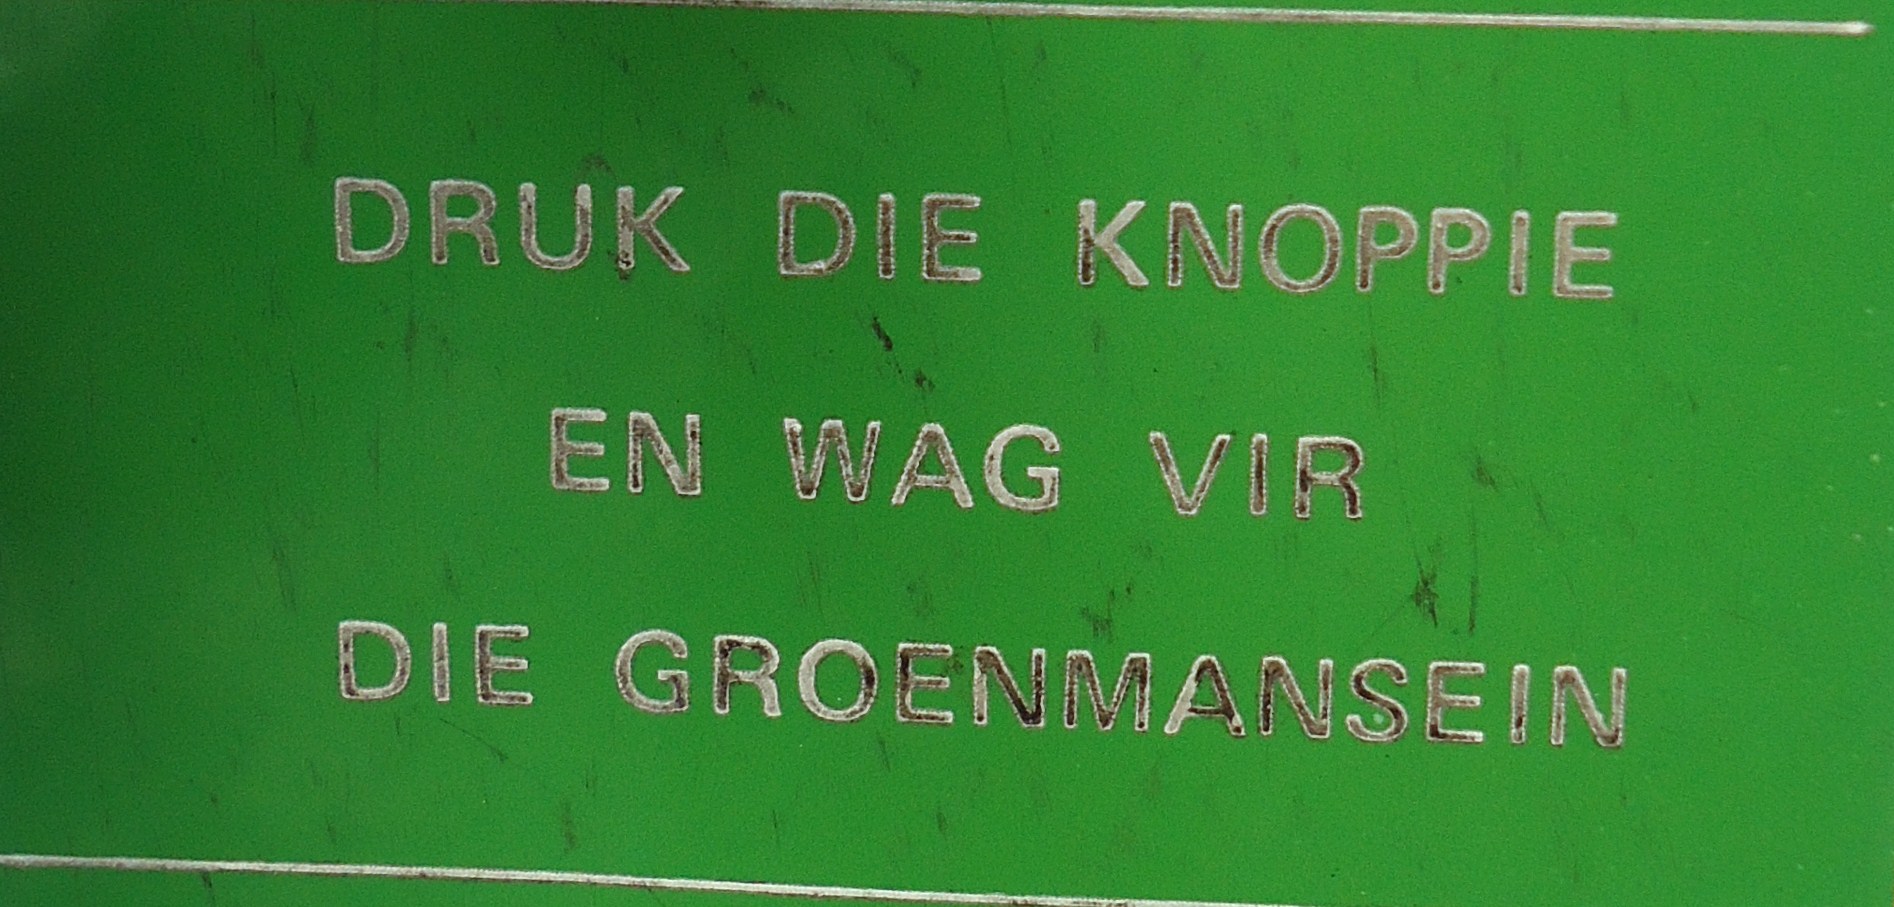 DRUK DIE KNOPPIE
EN WAG VIR
DIE GROENMANSEIN